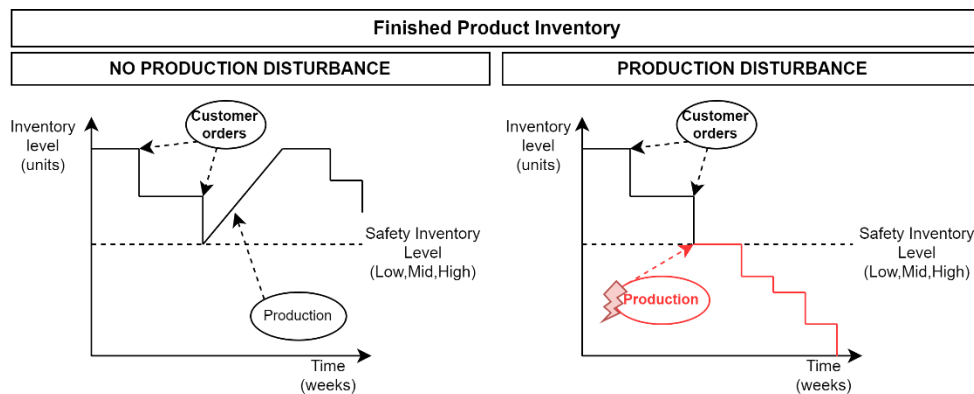 Finished Product Inventory
NO PRODUCTION DISTURBANCE
PRODUCTION DISTURBANCE
Inventory
level
(units)
Customer
orders
Safety Inventory
Level
(Low,Mid,High)
Production
Time
(weeks)
Inventory
level
(units)
Customer
orders
Safety Inventory
Level
(Low,Mid,High)
Production
Time
(weeks)